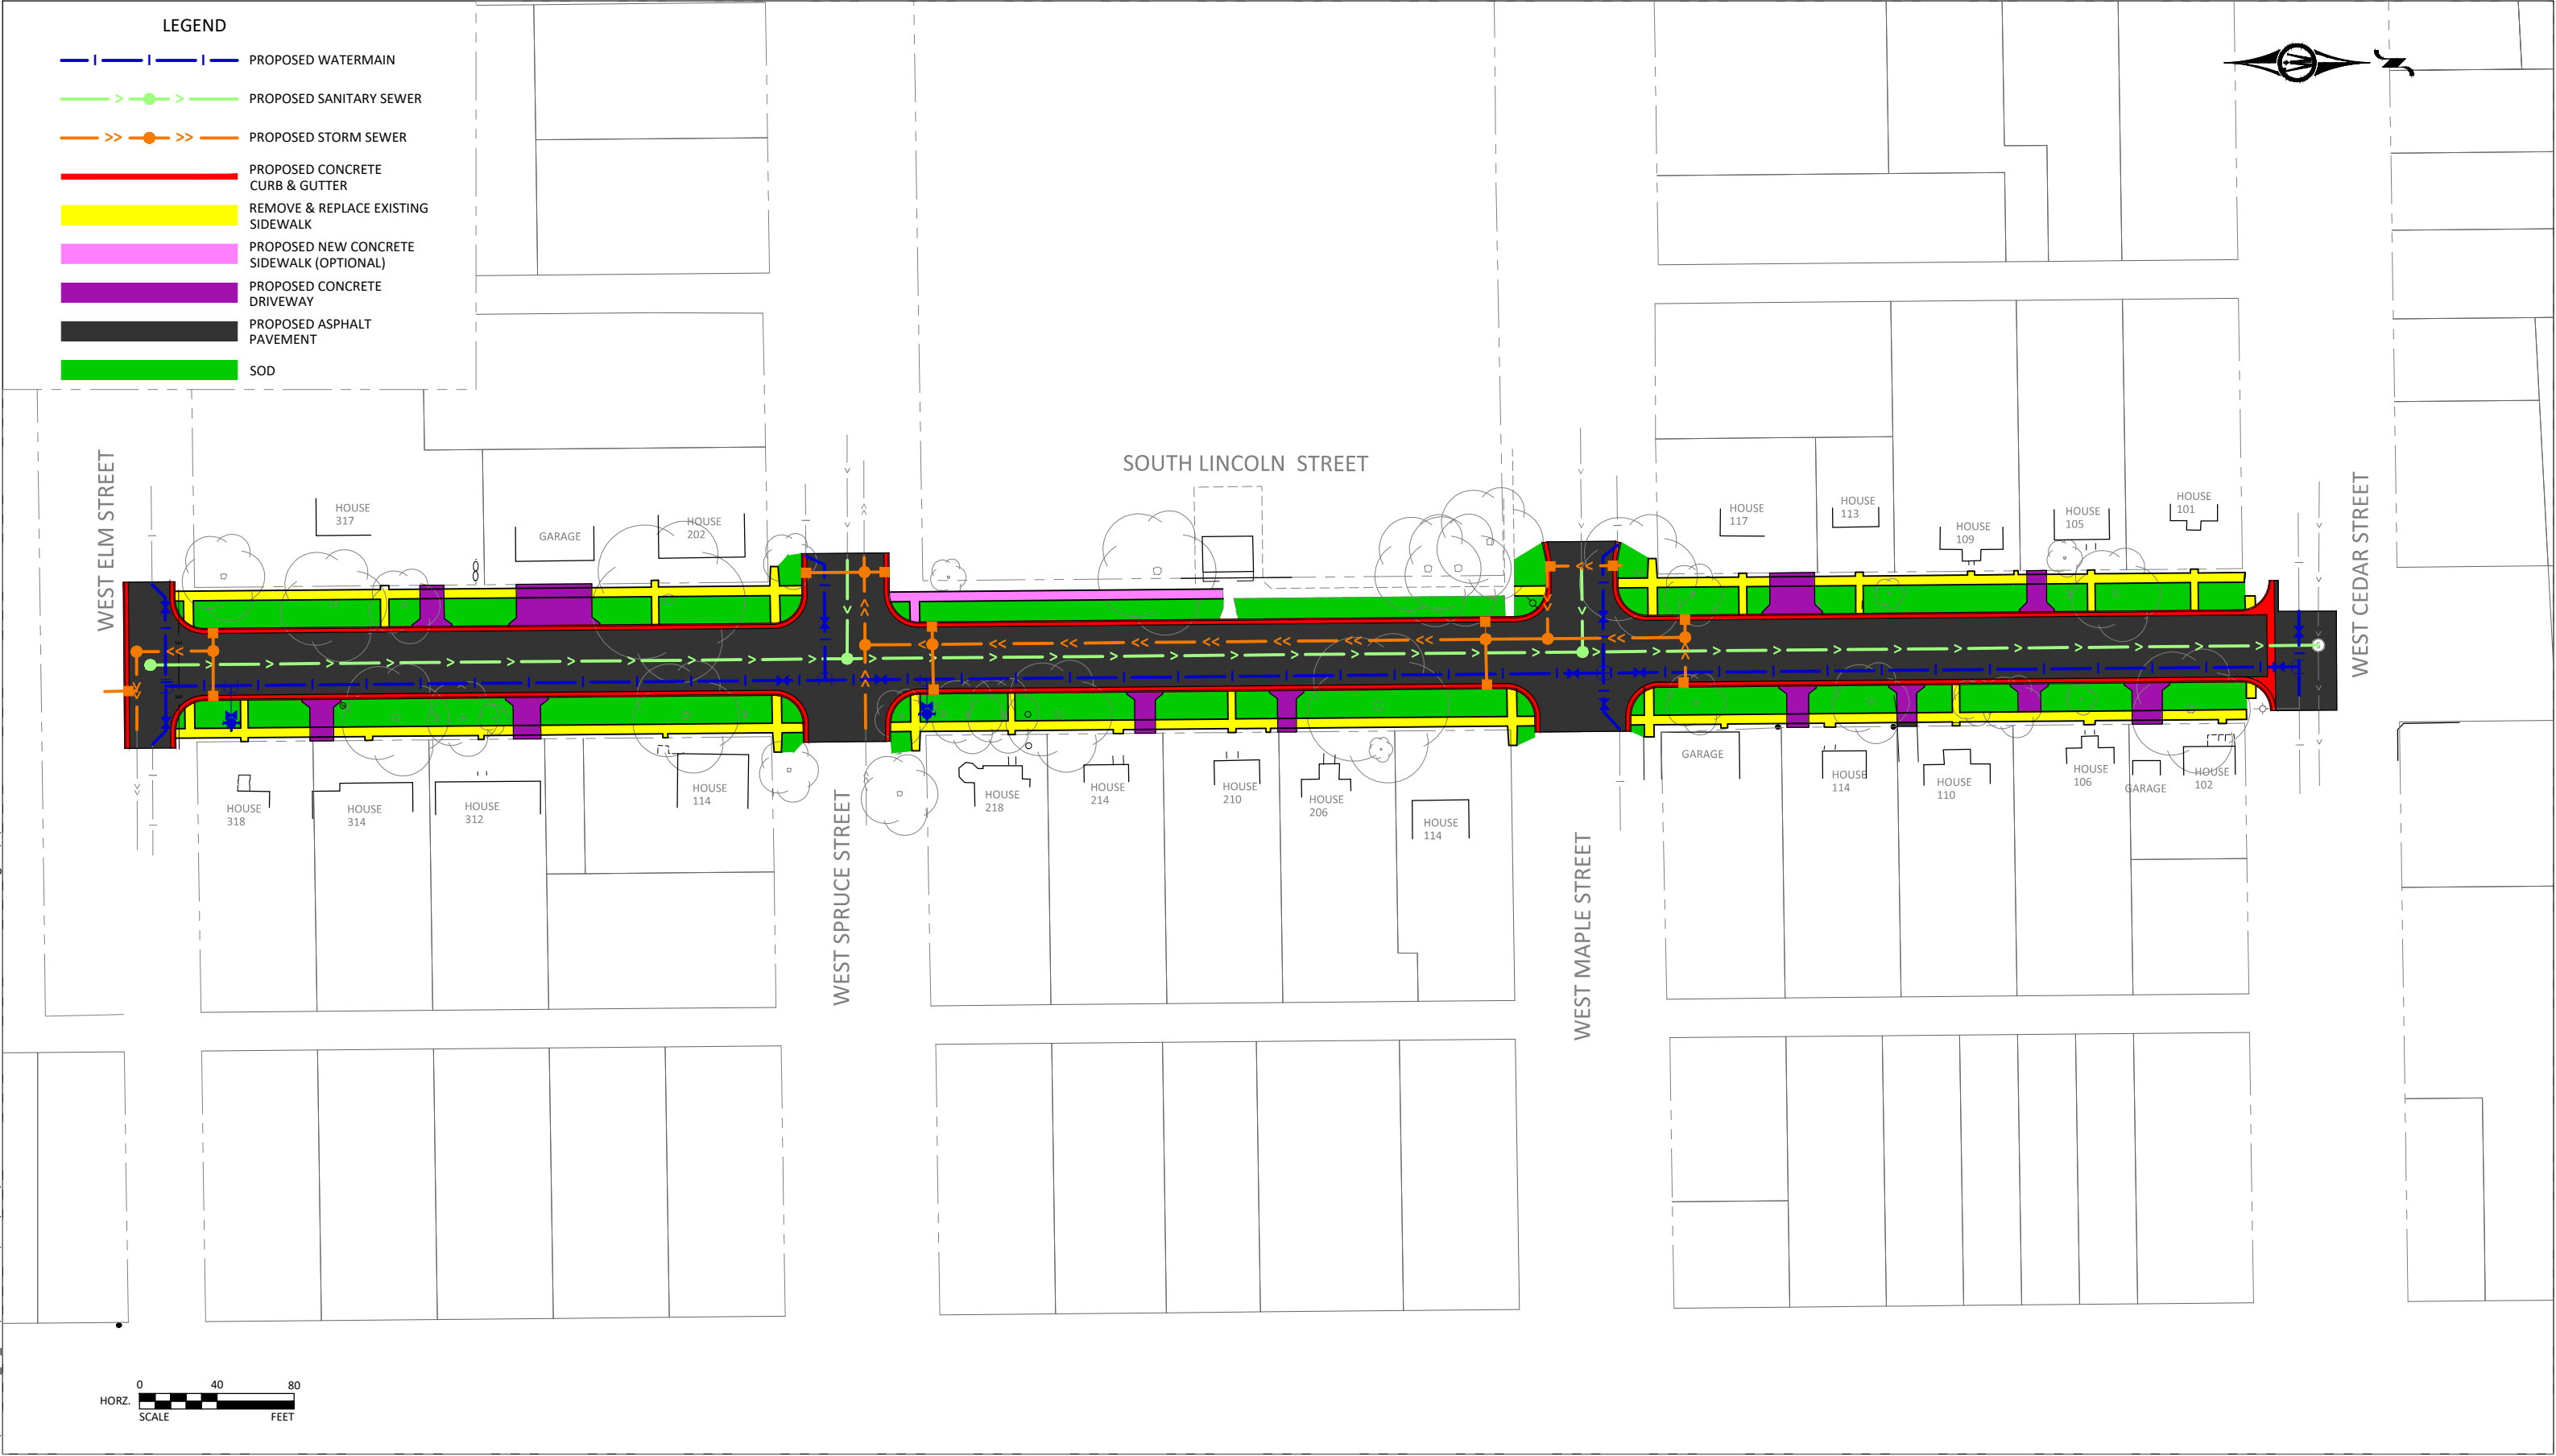 LEGEND
PROPOSED WATERMAIN
PROPOSED SANITARY SEWER
PROPOSED STORM SEWER
PROPOSED CONCRETE
CURB & GUTTER
REMOVE & REPLACE EXISTING
SIDEWALK
PROPOSED NEW CONCRETE
SIDEWALK (OPTIONAL)
PROPOSED CONCRETE
DRIVEWAY
PROPOSED ASPHALT
PAVEMENT
SOD
SOUTH LINCOLN STREET
WEST ELM STREET
WEST SPRUCE STREET
WEST MAPLE STREET
WEST CEDAR STREET
HOUSE
317
GARAGE
HOUSE
202
HOUSE
117
HOUSE
113
HOUSE
109
HOUSE
105
HOUSE
101
HOUSE
318
HOUSE
314
HOUSE
312
HOUSE
114
HOUSE
218
HOUSE
214
HOUSE
210
HOUSE
206
HOUSE
114
GARAGE
HOUSE
114
HOUSE
110
HOUSE
106
GARAGE
HOUSE
102
0 40 80
HORZ.
SCALE FEET